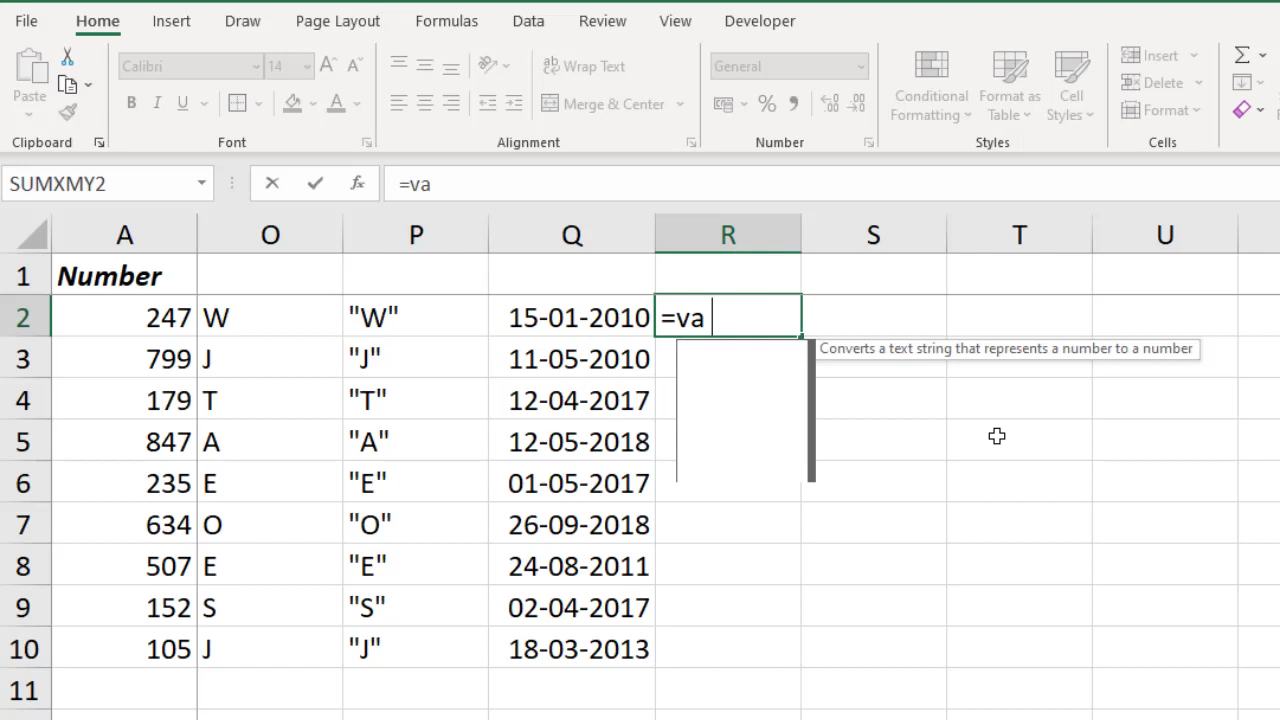 File Home Insert Draw Page Layout Formulas Data Review View Developer
Calibri 14 A A ab Wrap Text General Σ Insert
Paste B I U A Merge & Center % Conditional Formatting Format as Table Cell Styles Delete
Format
Clipboard Font Alignment Number Styles Cells
SUMXMY2 fx =va
A O P Q R S T U
1 Number
2 247 W "W" 15-01-2010 =va
Converts a text string that represents a number to a number
3 799 J "J" 11-05-2010
4 179 T "T" 12-04-2017
5 847 A "A" 12-05-2018
6 235 E "E" 01-05-2017
7 634 O "O" 26-09-2018
8 507 E "E" 24-08-2011
9 152 S "S" 02-04-2017
10 105 J "J" 18-03-2013
11